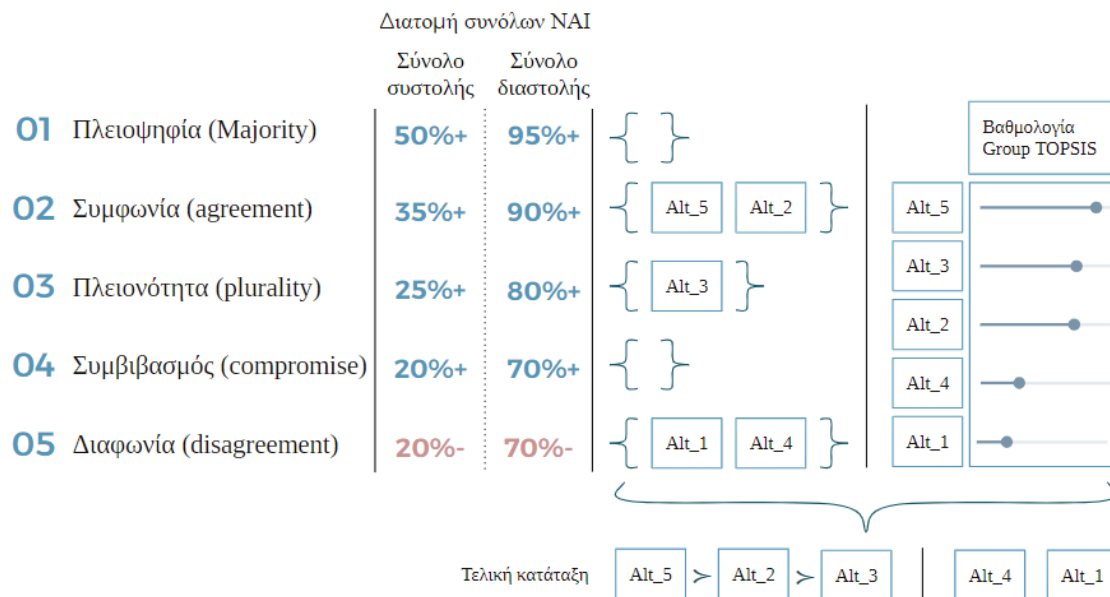 Διατομή συνόλων ΝΑΙ
Σύνολο συστολής
Σύνολο διαστολής
Βαθμολογία
Group TOPSIS
01 Πλειοψηφία (Majority) 50%+ 95%+ { }
02 Συμφωνία (agreement) 35%+ 90%+ { Alt_5 Alt_2 } Alt_5
Alt_3
03 Πλειονότητα (plurality) 25%+ 80%+ { Alt_3 }
Alt_2
04 Συμβιβασμός (compromise) 20%+ 70%+ { }
Alt_4
05 Διαφωνία (disagreement) 20%- 70%- { Alt_1 Alt_4 } Alt_1
Τελική κατάταξη Alt_5 ≻ Alt_2 ≻ Alt_3 | Alt_4 Alt_1